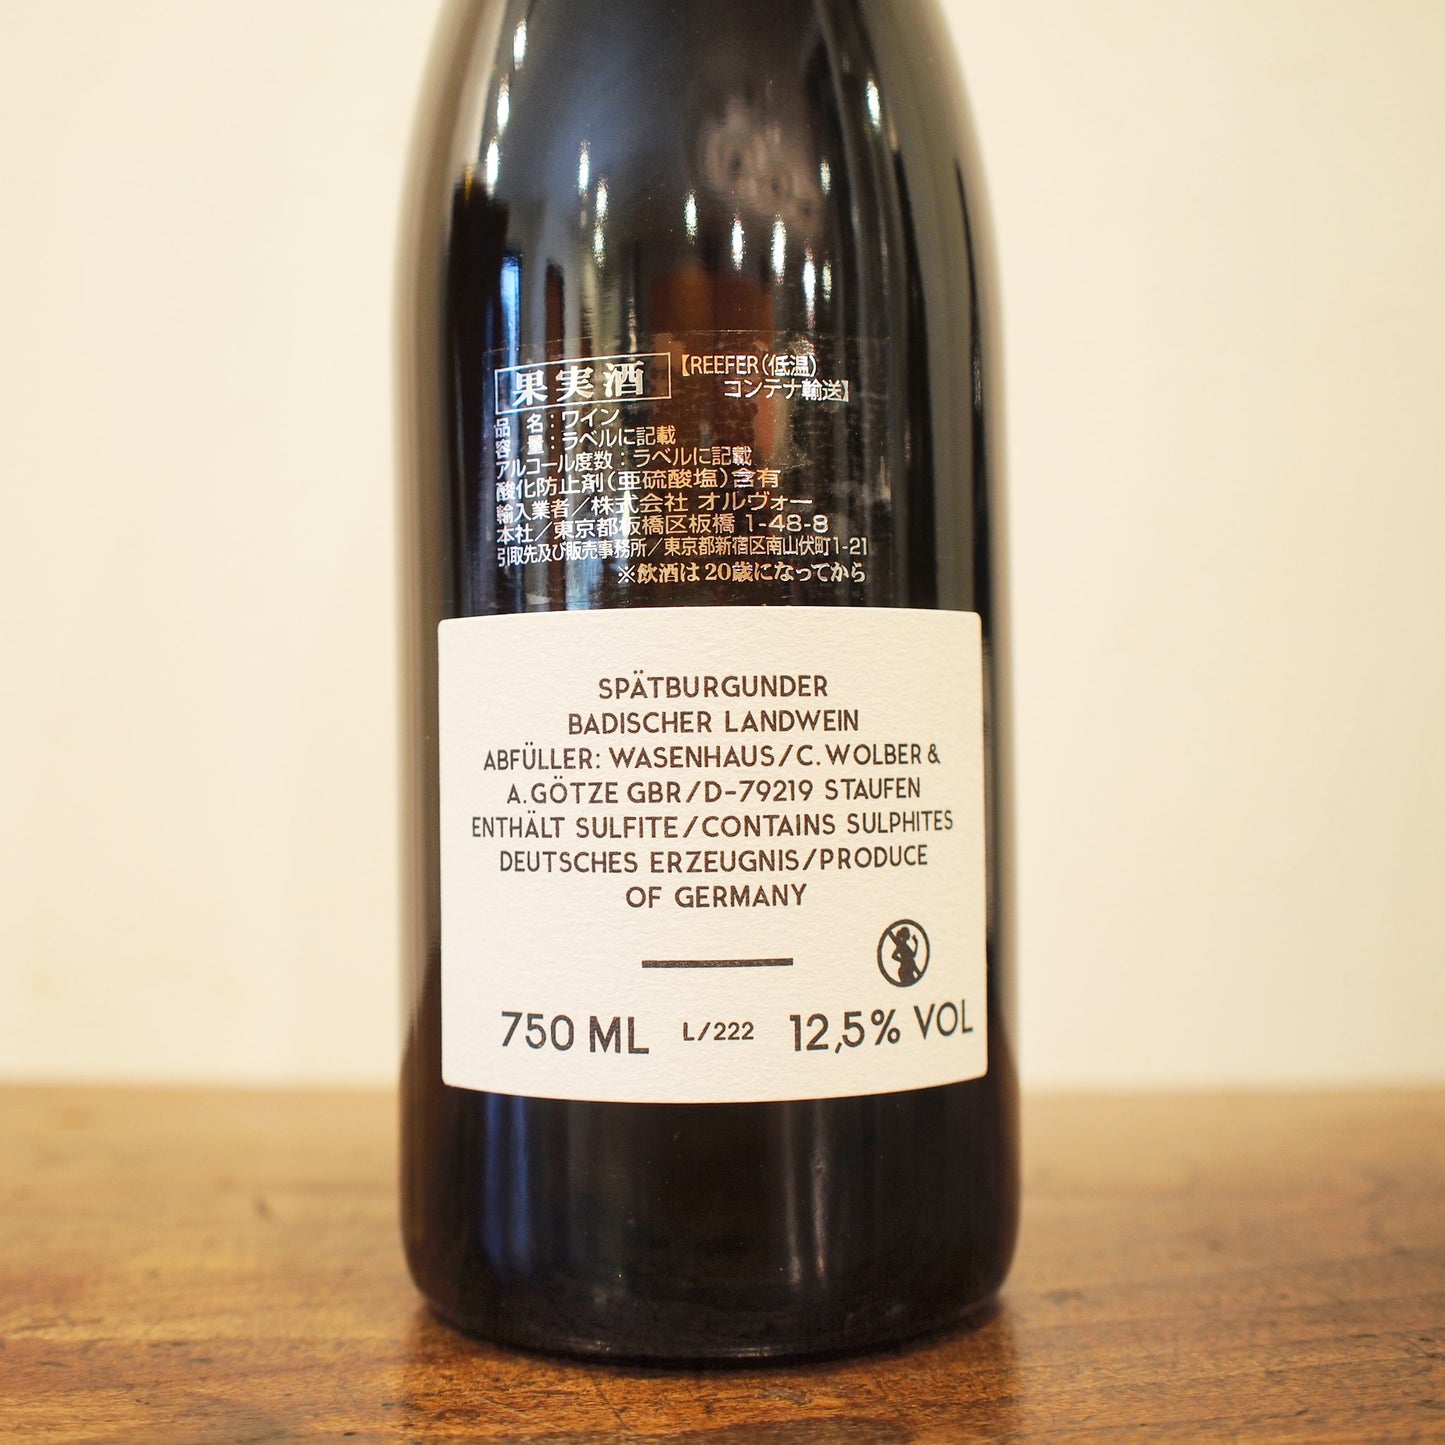 果実酒 【REEFER(低温)
コンテナ輸送】
品 名:ワイン
容 量:ラベルに記載
アルコール度数:ラベルに記載
酸化防止剤(亜硫酸塩)含有
輸入業者/株式会社 オルヴォー
本社/東京都板橋区板橋 1-48-8
引取先及び販売事務所/東京都新宿区南山伏町1-21
※飲酒は20歳になってから
SPÄTBURGUNDER
BADISCHER LANDWEIN
ABFÜLLER: WASENHAUS/C. WOLBER &
A. GÖTZE GBR/D-79219 STAUFEN
ENTHÄLT SULFITE/CONTAINS SULPHITES
DEUTSCHES ERZEUGNIS/PRODUCE
OF GERMANY
750 ML L/222 12,5% VOL